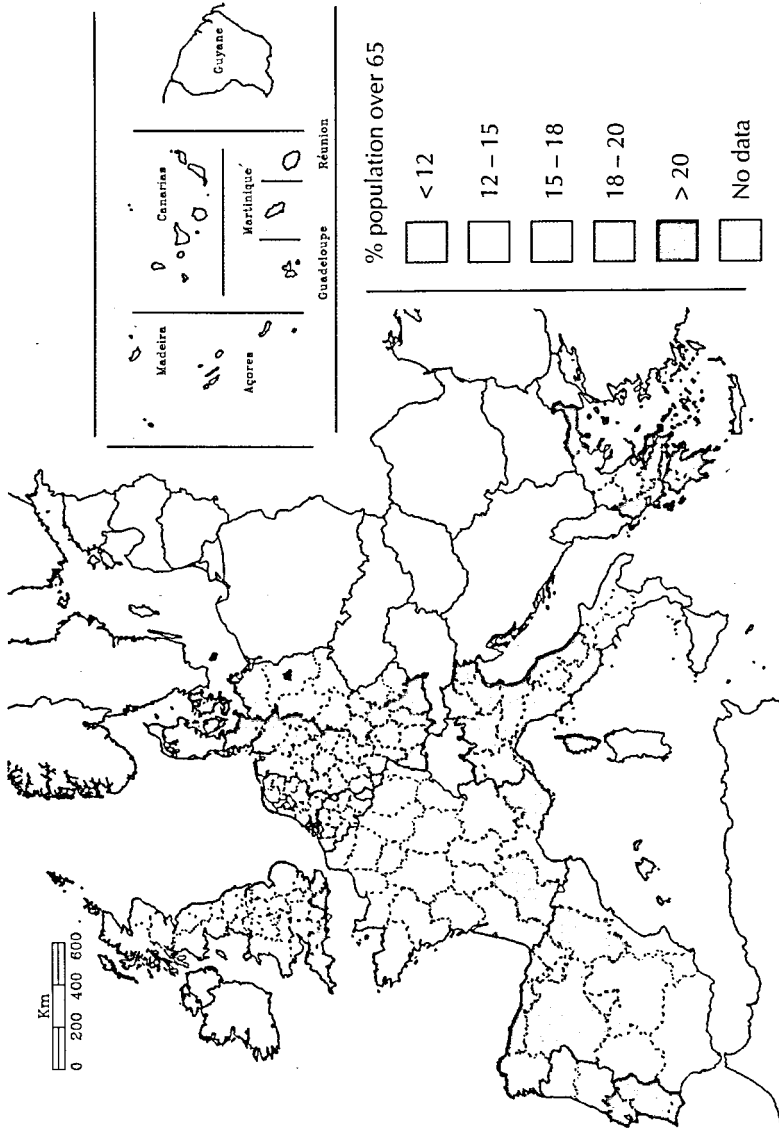 Km
0 200 400 600
Madeira
Açores
Canarias
Guadeloupe
Martinique
Réunion
Guyane
% population over 65
< 12
12 – 15
15 – 18
18 – 20
> 20
No data